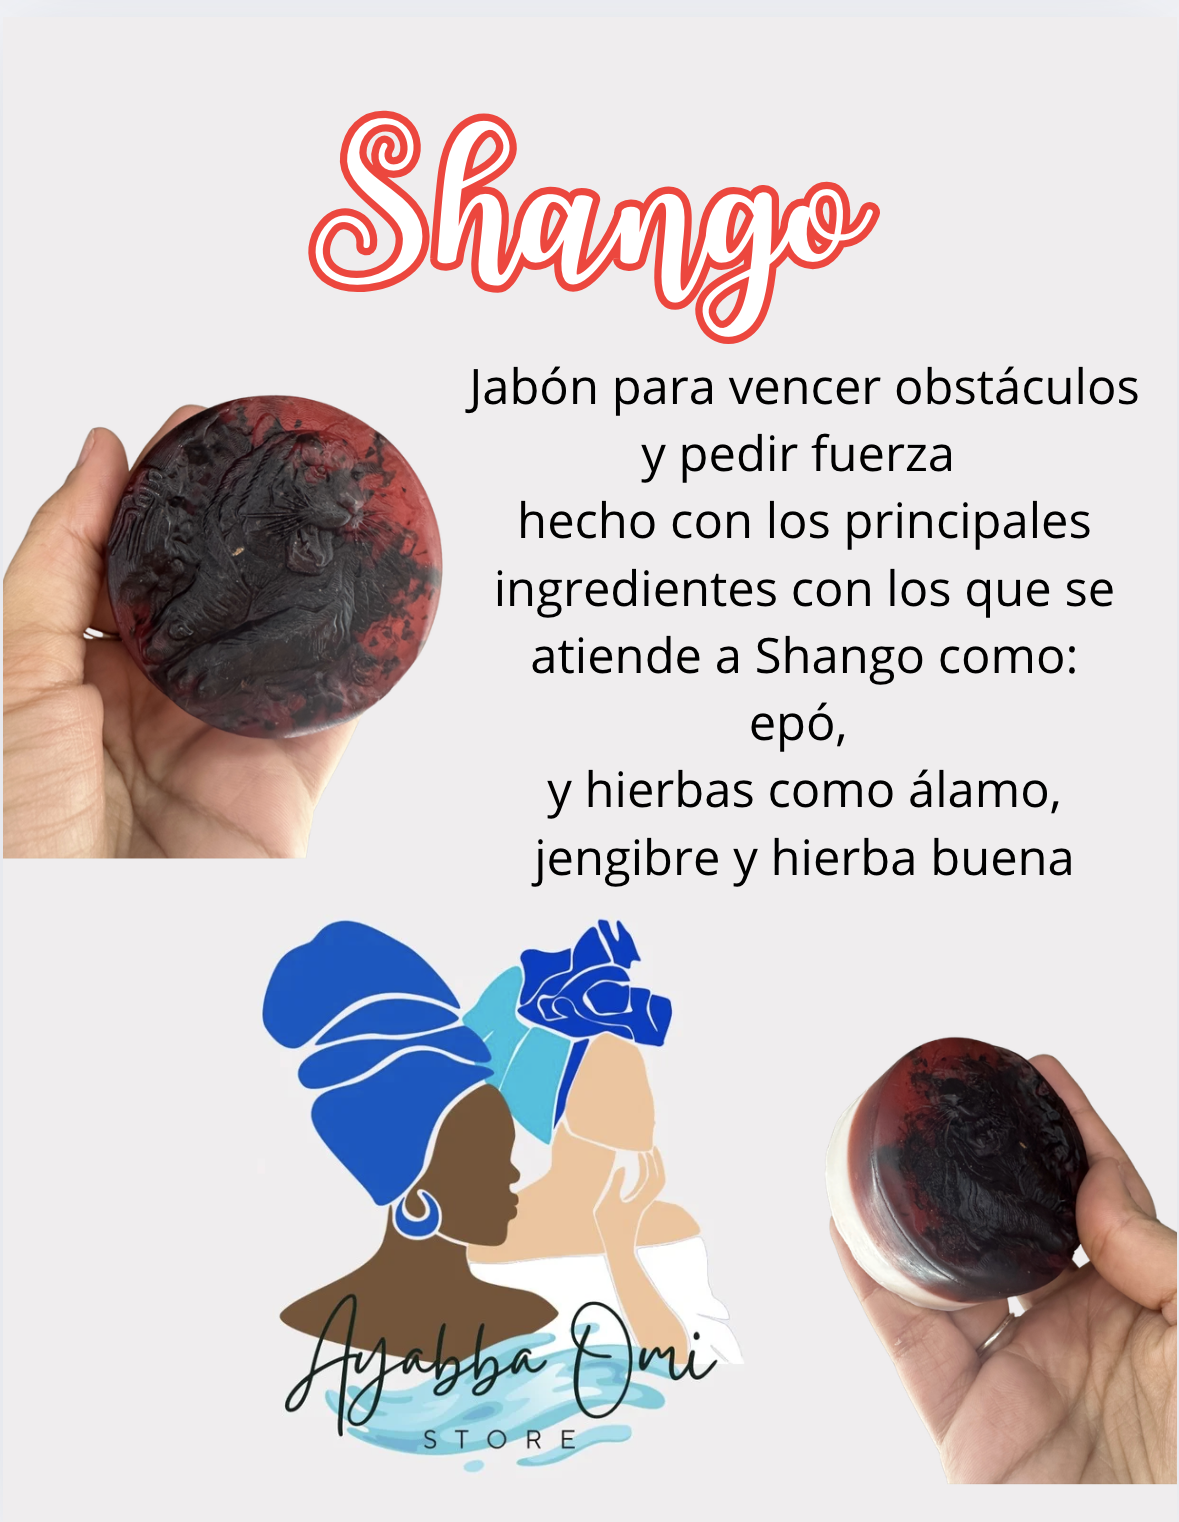 Shango
Jabón para vencer obstáculos
y pedir fuerza
hecho con los principales
ingredientes con los que se
atiende a Shango como:
epó,
y hierbas como álamo,
jengibre y hierba buena
Ayabba Omi
STORE